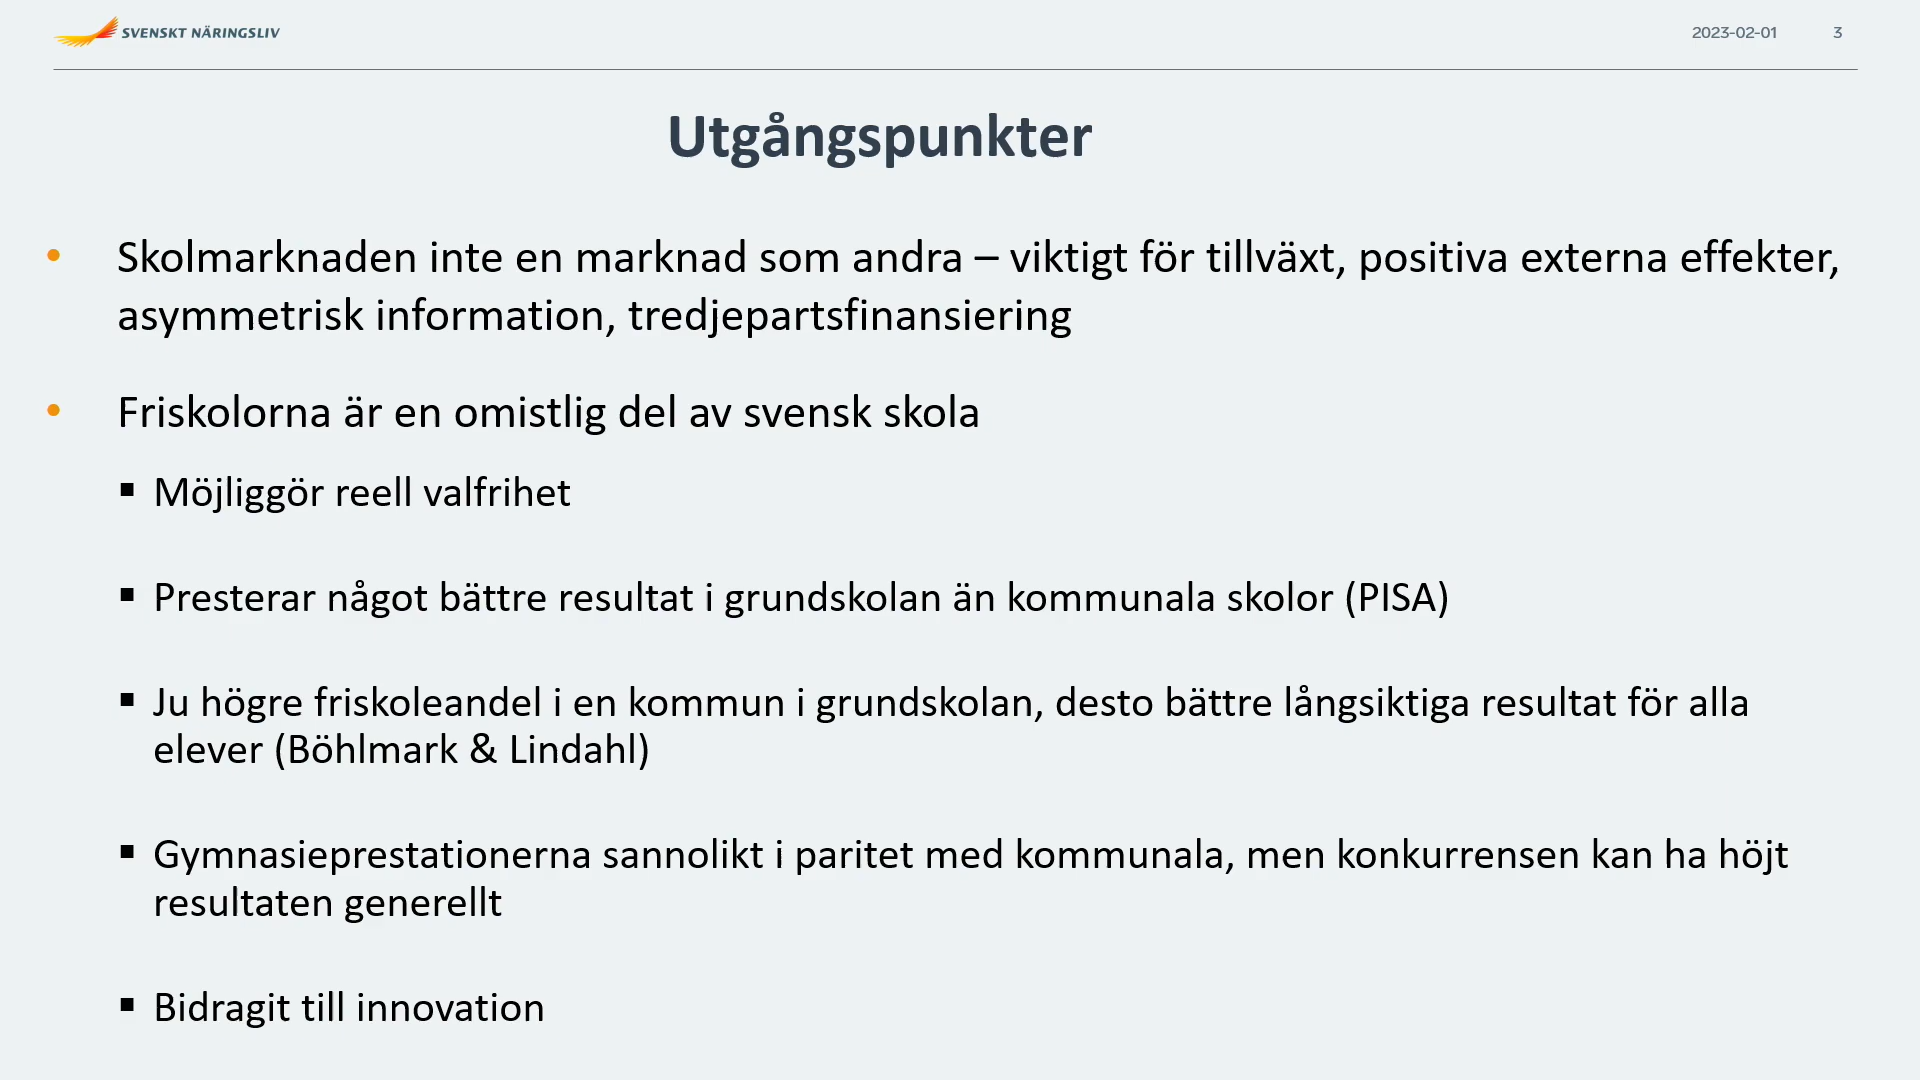 SVENSKT NÄRINGSLIV
2023-02-01 3
Utgångspunkter
• Skolmarknaden inte en marknad som andra – viktigt för tillväxt, positiva externa effekter,
asymmetrisk information, tredjepartsfinansiering
• Friskolorna är en omistlig del av svensk skola
▪ Möjliggör reell valfrihet
▪ Presterar något bättre resultat i grundskolan än kommunala skolor (PISA)
▪ Ju högre friskoleandel i en kommun i grundskolan, desto bättre långsiktiga resultat för alla
elever (Böhlmark & Lindahl)
▪ Gymnasieprestationerna sannolikt i paritet med kommunala, men konkurrensen kan ha höjt
resultaten generellt
▪ Bidragit till innovation